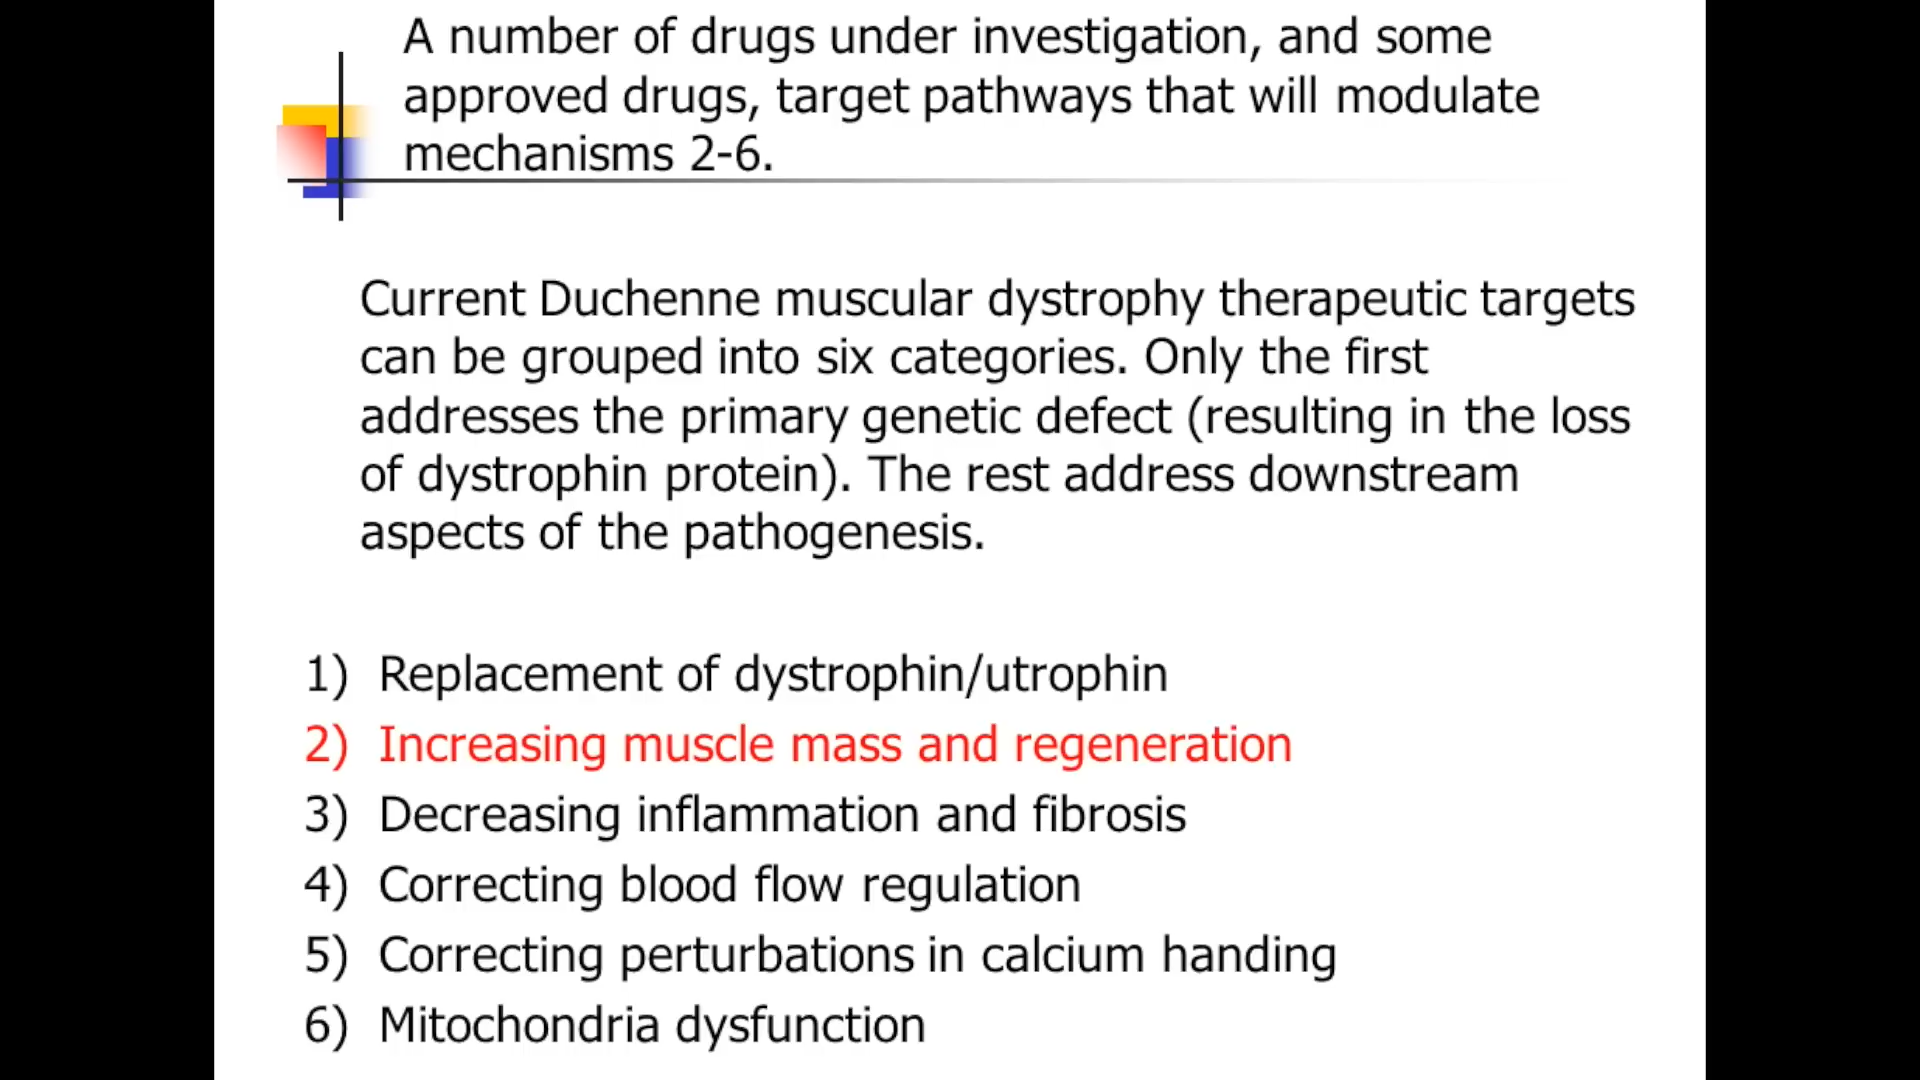 A number of drugs under investigation, and some
approved drugs, target pathways that will modulate
mechanisms 2-6.
Current Duchenne muscular dystrophy therapeutic targets
can be grouped into six categories. Only the first
addresses the primary genetic defect (resulting in the loss
of dystrophin protein). The rest address downstream
aspects of the pathogenesis.
1) Replacement of dystrophin/utrophin
2) Increasing muscle mass and regeneration
3) Decreasing inflammation and fibrosis
4) Correcting blood flow regulation
5) Correcting perturbations in calcium handing
6) Mitochondria dysfunction